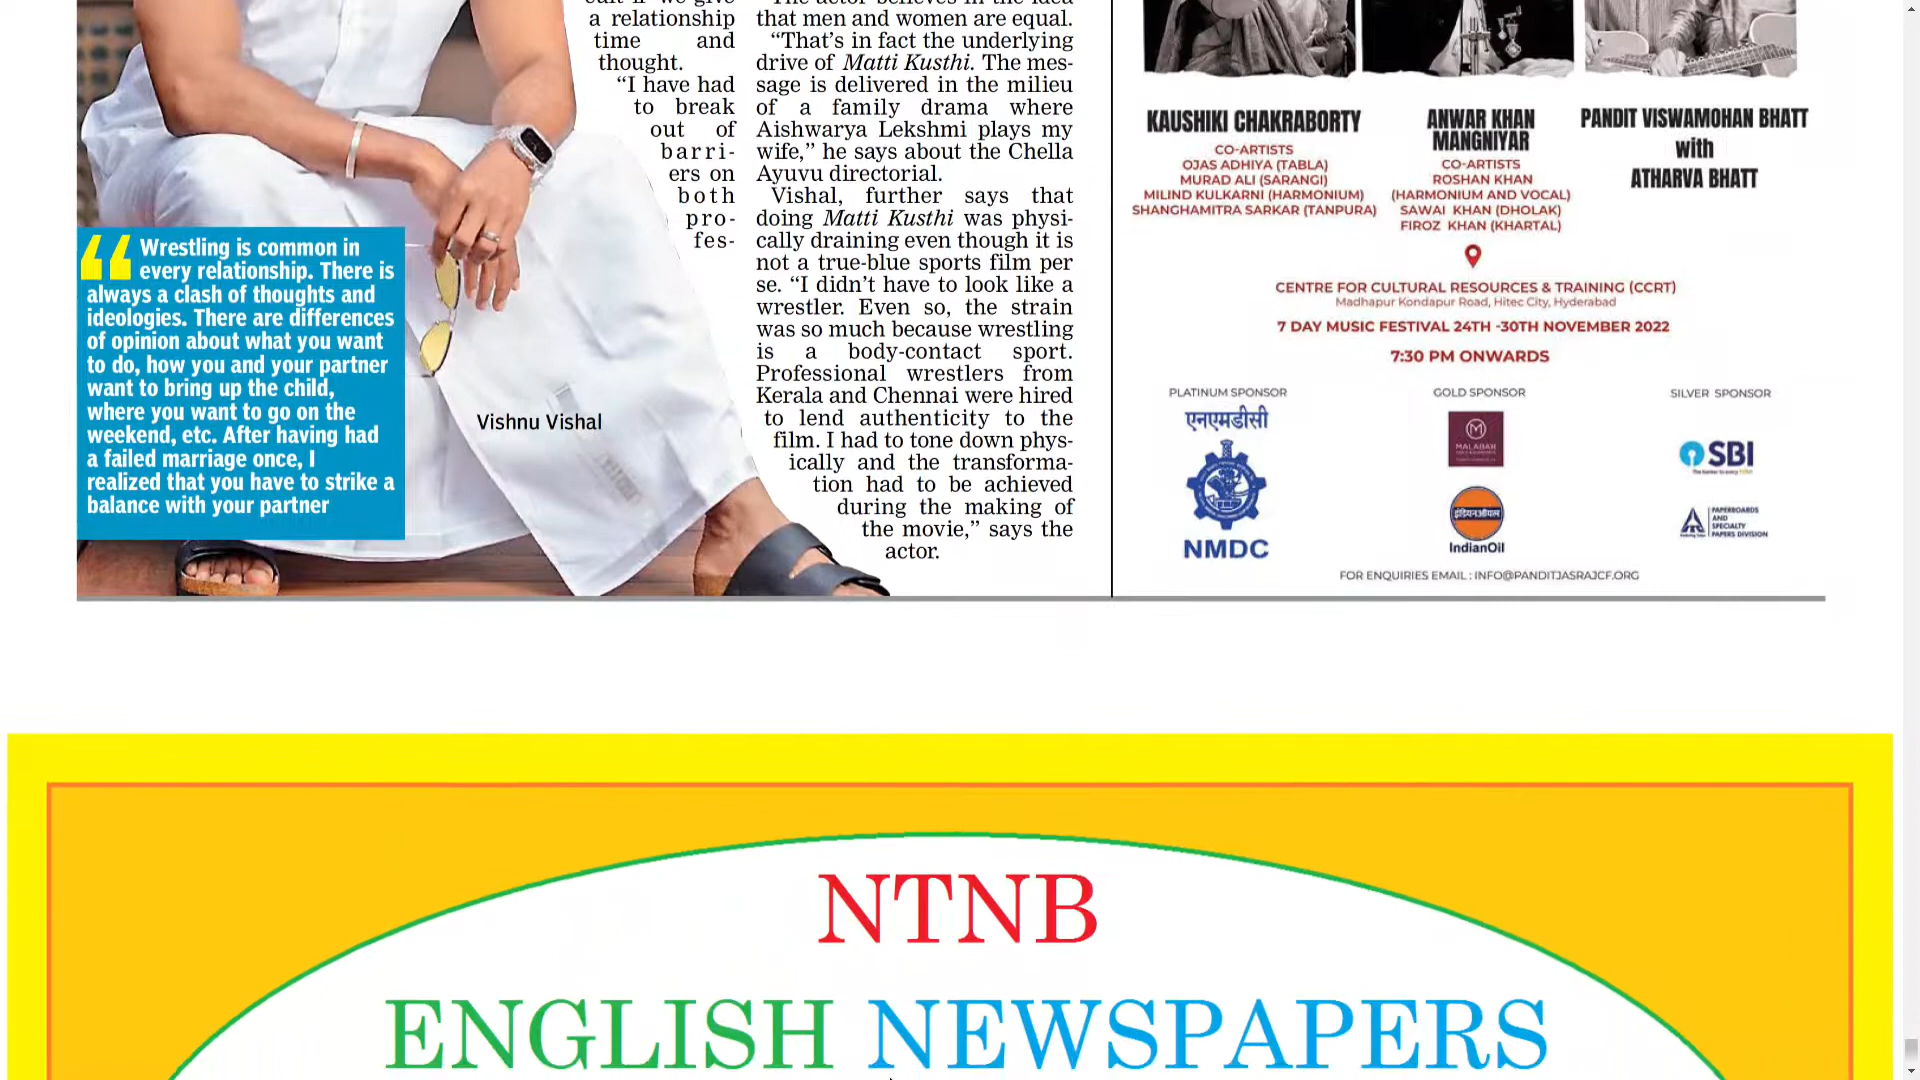 a relationship
time and
thought.
“I have had
to break
out of
barri-
ers on
both
pro-
fes-
that men and women are equal.
“That’s in fact the underlying
drive of Matti Kusthi. The mes-
sage is delivered in the milieu
of a family drama where
Aishwarya Lekshmi plays my
wife,” he says about the Chella
Ayuvu directorial.
Vishal, further says that
doing Matti Kusthi was physi-
cally draining even though it is
not a true-blue sports film per
se. “I didn’t have to look like a
wrestler. Even so, the strain
was so much because wrestling
is a body-contact sport.
Professional wrestlers from
Kerala and Chennai were hired
to lend authenticity to the
film. I had to tone down phys-
ically and the transforma-
tion had to be achieved
during the making of
the movie,” says the
actor.
“Wrestling is common in
every relationship. There is
always a clash of thoughts and
ideologies. There are differences
of opinion about what you want
to do, how you and your partner
want to bring up the child,
where you want to go on the
weekend, etc. After having had
a failed marriage once, I
realized that you have to strike a
balance with your partner
Vishnu Vishal
KAUSHIKI CHAKRABORTY
CO-ARTISTS
OJAS ADHIYA (TABLA)
MURAD ALI (SARANGI)
MILIND KULKARNI (HARMONIUM)
SHANGHAMITRA SARKAR (TANPURA)
ANWAR KHAN
MANGNIYAR
CO-ARTISTS
ROSHAN KHAN
(HARMONIUM AND VOCAL)
SAWAI KHAN (DHOLAK)
FIROZ KHAN (KHARTAL)
PANDIT VISWAMOHAN BHATT
with
ATHARVA BHATT
CENTRE FOR CULTURAL RESOURCES & TRAINING (CCRT)
Madhapur Kondapur Road, Hitec City, Hyderabad
7 DAY MUSIC FESTIVAL 24TH -30TH NOVEMBER 2022
7:30 PM ONWARDS
PLATINUM SPONSOR
एनएमडीसी
NMDC
GOLD SPONSOR
MALABAR
इंडियनऑयल
IndianOil
SILVER SPONSOR
SBI
PAPERBOARDS
AND
SPECIALTY
PAPERS DIVISION
FOR ENQUIRIES EMAIL : INFO@PANDITJASRAJCF.ORG
NTNB
ENGLISH NEWSPAPERS